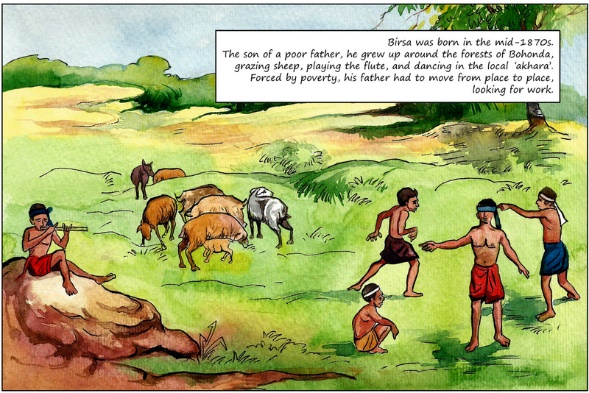 Birsa was born in the mid-1870s.
The son of a poor father, he grew up around the forests of Bohonda,
grazing sheep, playing the flute, and dancing in the local 'akhara'.
Forced by poverty, his father had to move from place to place,
looking for work.